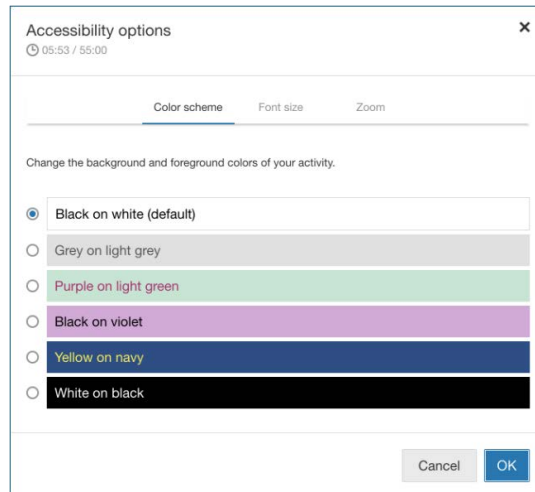 Accessibility options
05:53 / 55:00
Color scheme Font size Zoom
Change the background and foreground colors of your activity.
Black on white (default)
Grey on light grey
Purple on light green
Black on violet
Yellow on navy
White on black
Cancel OK